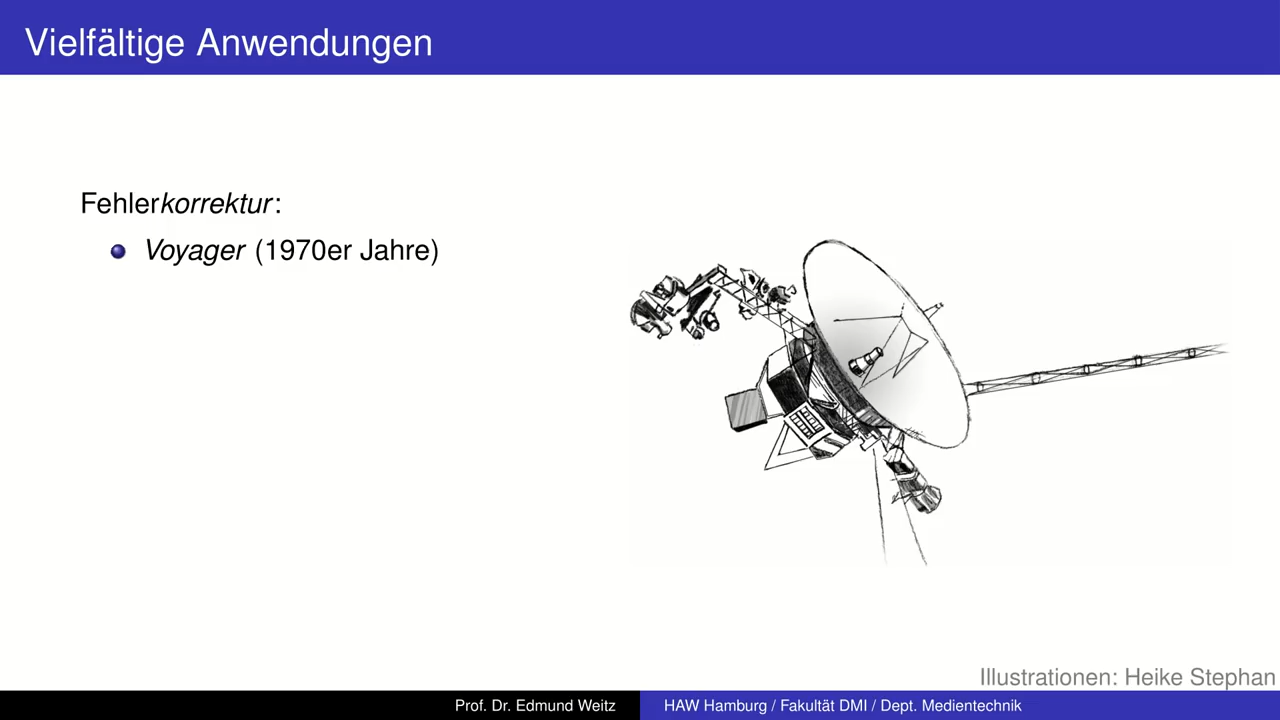 Vielfältige Anwendungen
Fehlerkorrektur:
Voyager (1970er Jahre)
Illustrationen: Heike Stephan
Prof. Dr. Edmund Weitz
HAW Hamburg / Fakultät DMI / Dept. Medientechnik